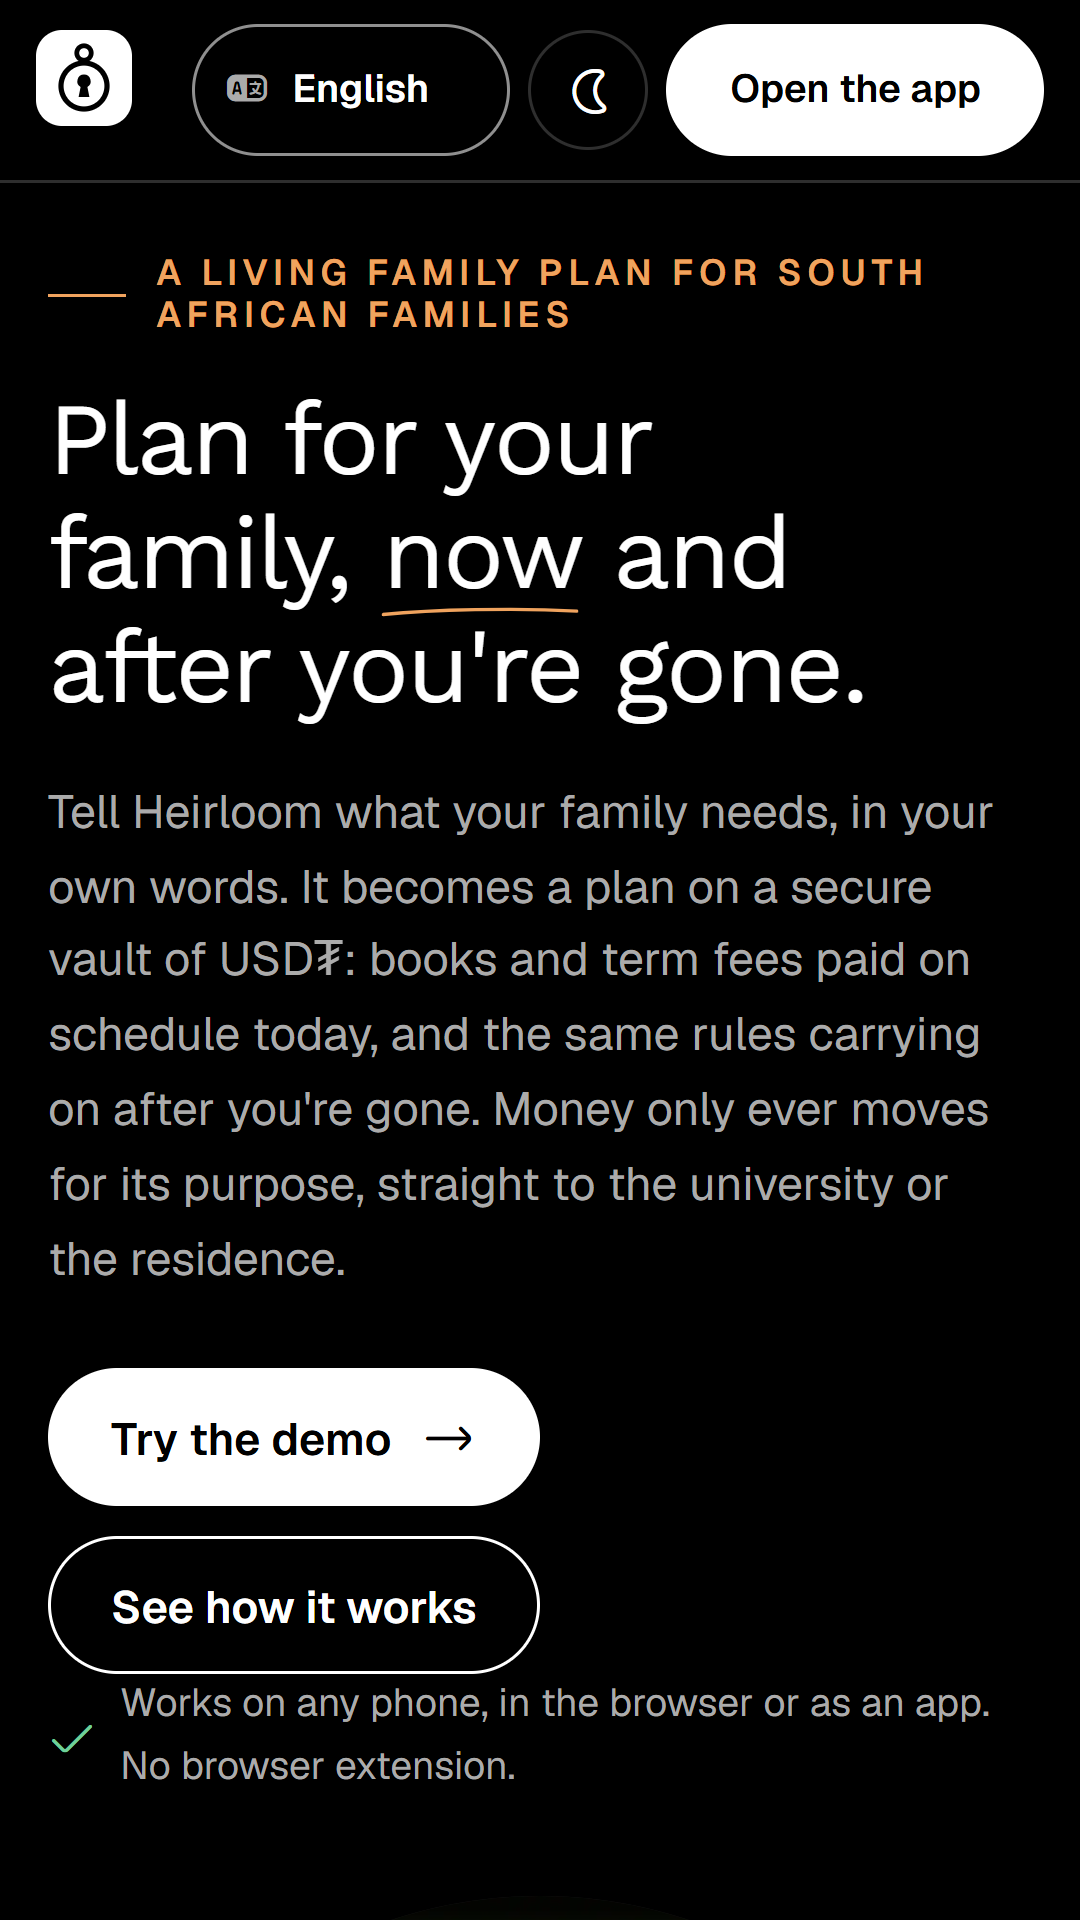 A文 English
Open the app
A LIVING FAMILY PLAN FOR SOUTH
AFRICAN FAMILIES
Plan for your
family, now and
after you're gone.
Tell Heirloom what your family needs, in your
own words. It becomes a plan on a secure
vault of USD₮: books and term fees paid on
schedule today, and the same rules carrying
on after you're gone. Money only ever moves
for its purpose, straight to the university or
the residence.
Try the demo →
See how it works
Works on any phone, in the browser or as an app.
No browser extension.